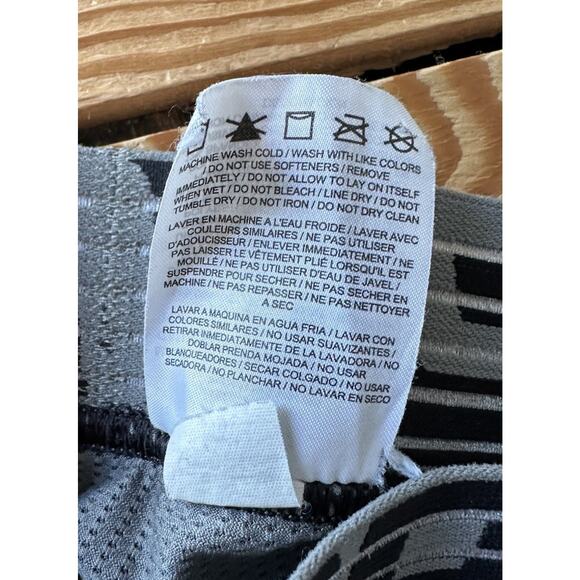 MACHINE WASH COLD / WASH WITH LIKE COLORS
/ DO NOT USE SOFTENERS / REMOVE
IMMEDIATELY / DO NOT ALLOW TO LAY ON ITSELF
WHEN WET / DO NOT BLEACH / LINE DRY / DO NOT
TUMBLE DRY / DO NOT IRON / DO NOT DRY CLEAN
LAVER EN MACHINE A L'EAU FROIDE / LAVER AVEC
COULEURS SIMILAIRES / NE PAS UTILISER
D'ADOUCISSEUR / ENLEVER IMMEDIATEMENT / NE
PAS LAISSER LE VÊTEMENT PLIÉ LORSQU'IL EST
MOUILLÉ / NE PAS UTILISER D'EAU DE JAVEL /
SUSPENDRE POUR SECHER / NE PAS SECHER EN
MACHINE / NE PAS REPASSER / NE PAS NETTOYER
A SEC
LAVAR A MAQUINA EN AGUA FRIA / LAVAR CON
COLORES SIMILARES / NO USAR SUAVIZANTES /
RETIRAR INMEDIATAMENTE DE LA LAVADORA / NO
DOBLAR PRENDA MOJADA / NO USAR
BLANQUEADORES / SECAR COLGADO / NO USAR
SECADORA / NO PLANCHAR / NO LAVAR EN SECO